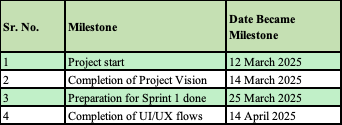 Sr. No. Milestone Date Became
Milestone
1 Project start 12 March 2025
2 Completion of Project Vision 14 March 2025
3 Preparation for Sprint 1 done 25 March 2025
4 Completion of UI/UX flows 14 April 2025